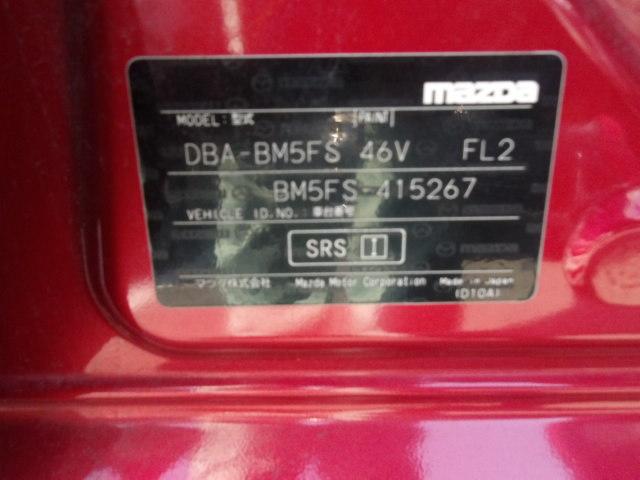 mazda
MODEL : 型式 [PAINT]
DBA-BM5FS 46V FL2
BM5FS-415267
VEHICLE ID.NO. : 車台番号
SRS II
マツダ株式会社 Mazda Motor Corporation Made in Japan
(D10A)